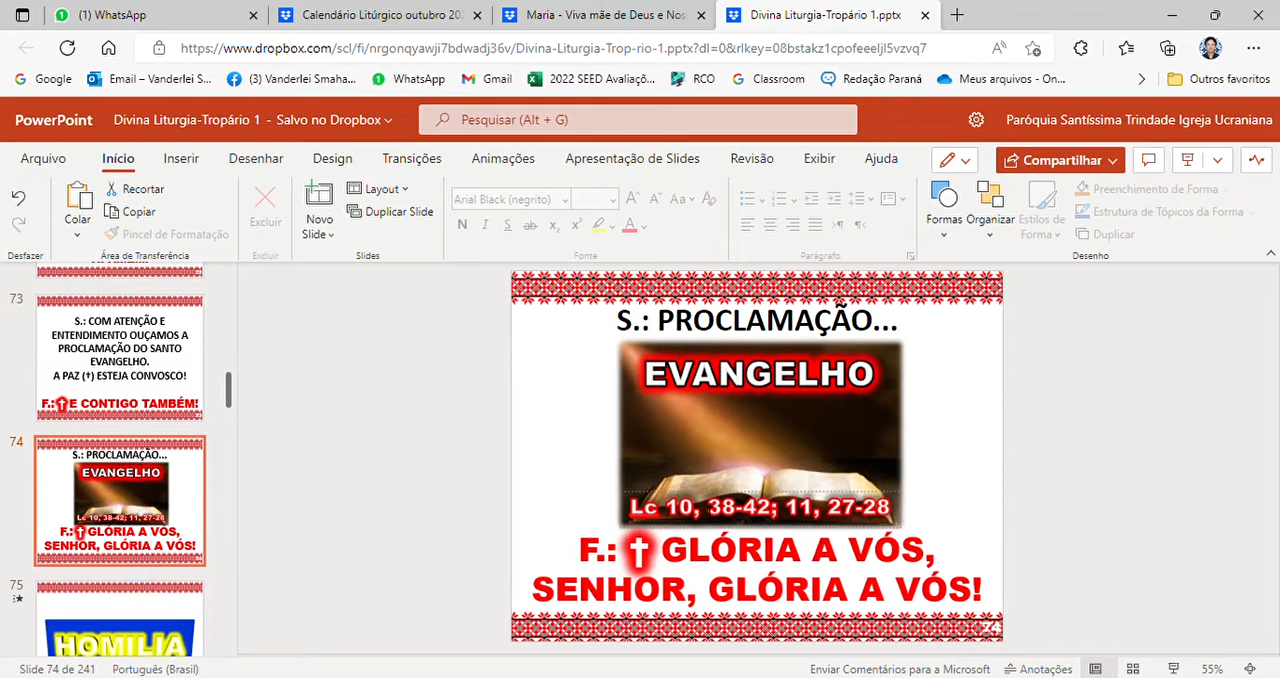 (1) WhatsApp
Calendário Litúrgico outubro 202
Maria - Viva mãe de Deus e Nos
Divina Liturgia-Tropário 1.pptx
https://www.dropbox.com/scl/fi/nrgonqyawji7bdwadj36v/Divina-Liturgia-Trop-rio-1.pptx?dl=0&rlkey=08bstakz1cpofeeeljl5vzvq7
Google
Email – Vanderlei S...
(3) Vanderlei Smaha...
WhatsApp
Gmail
2022 SEED Avaliaçõ...
RCO
Classroom
Redação Paraná
Meus arquivos - On...
Outros favoritos
PowerPoint
Divina Liturgia-Tropário 1 - Salvo no Dropbox
Pesquisar (Alt + G)
Paróquia Santíssima Trindade Igreja Ucraniana
Arquivo
Início
Inserir
Desenhar
Design
Transições
Animações
Apresentação de Slides
Revisão
Exibir
Ajuda
Compartilhar
Colar
Recortar
Copiar
Pincel de Formatação
Excluir
Novo
Slide
Layout
Duplicar Slide
Arial Black (negrito)
Formas
Organizar
Estilos de
Forma
Preenchimento de Forma
Estrutura de Tópicos da Forma
Duplicar
Desfazer
Área de Transferência
Excluir
Slides
Fonte
Parágrafo
Desenho
73
S.: COM ATENÇÃO E
ENTENDIMENTO OUÇAMOS A
PROCLAMAÇÃO DO SANTO
EVANGELHO.
A PAZ (†) ESTEJA CONVOSCO!
F.: E CONTIGO TAMBÉM!
74
S.: PROCLAMAÇÃO...
EVANGELHO
Lc 10, 38-42; 11, 27-28
F.: GLÓRIA A VÓS,
SENHOR, GLÓRIA A VÓS!
75
HOMILIA
S.: PROCLAMAÇÃO...
EVANGELHO
Lc 10, 38-42; 11, 27-28
F.: GLÓRIA A VÓS,
SENHOR, GLÓRIA A VÓS!
74
Slide 74 de 241
Português (Brasil)
Enviar Comentários para a Microsoft
Anotações
55%